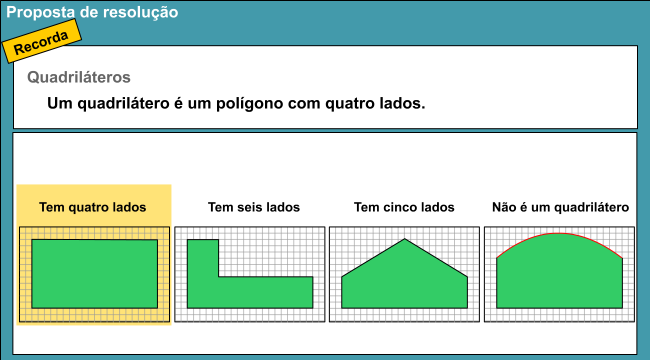 Proposta de resolução
Recorda
Quadriláteros
Um quadrilátero é um polígono com quatro lados.
Tem quatro lados
Tem seis lados
Tem cinco lados
Não é um quadrilátero